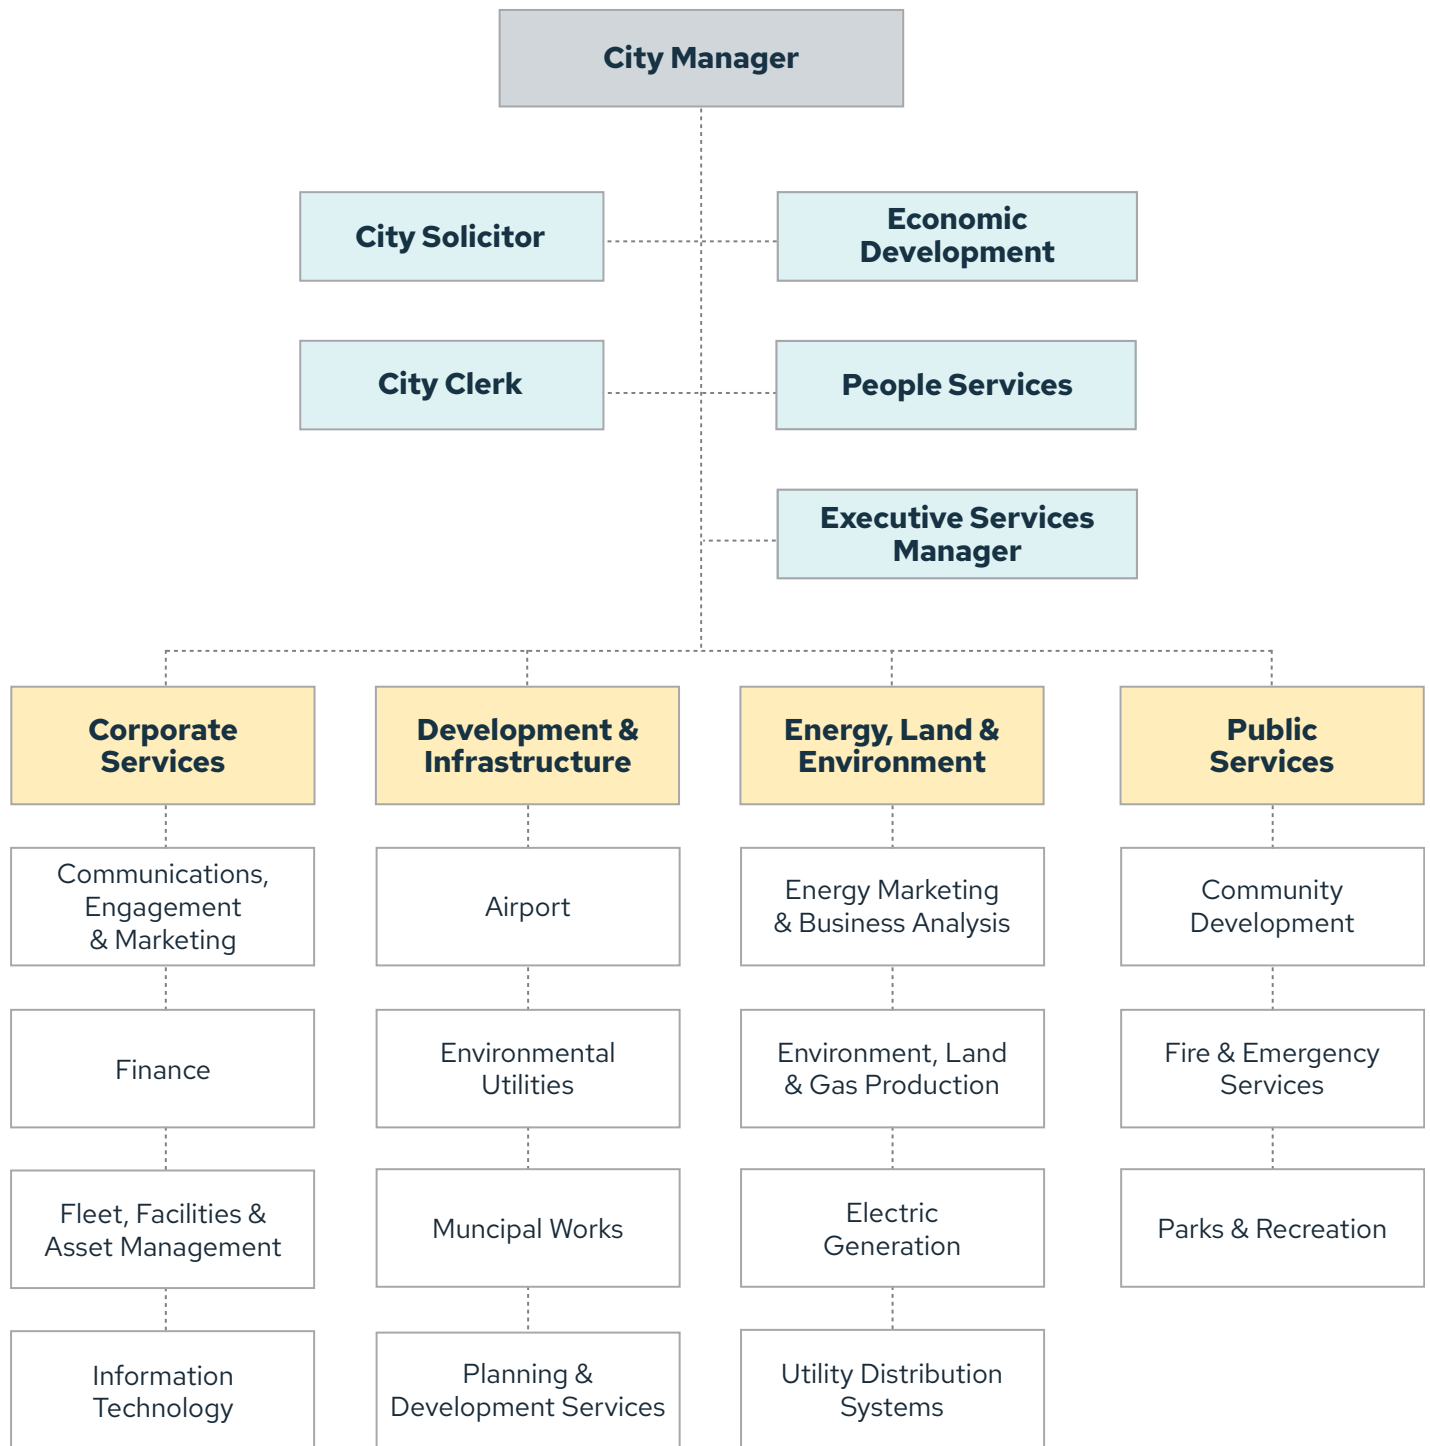 City Manager
City Solicitor
Economic
Development
City Clerk
People Services
Executive Services
Manager
Corporate
Services
Development &
Infrastructure
Energy, Land &
Environment
Public
Services
Communications,
Engagement
& Marketing
Airport
Energy Marketing
& Business Analysis
Community
Development
Finance
Environmental
Utilities
Environment, Land
& Gas Production
Fire & Emergency
Services
Fleet, Facilities &
Asset Management
Muncipal Works
Electric
Generation
Parks & Recreation
Information
Technology
Planning &
Development Services
Utility Distribution
Systems